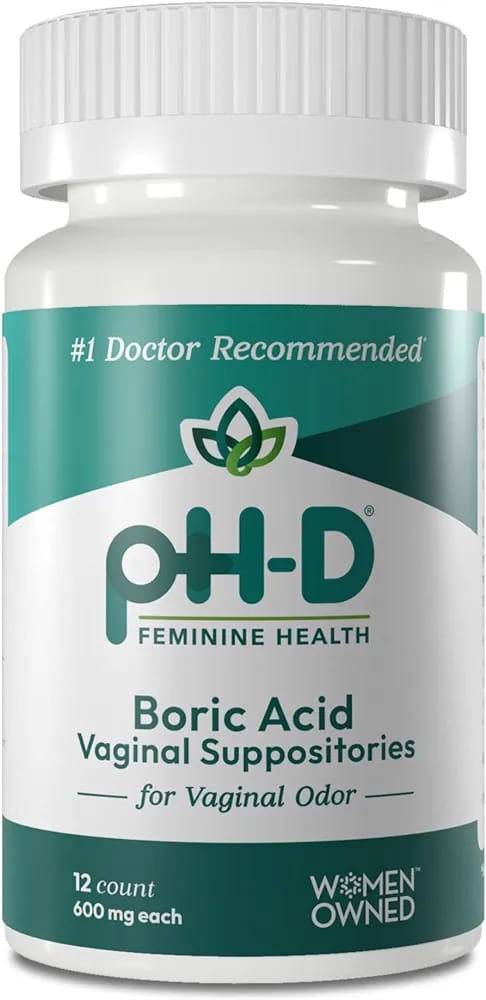 #1 Doctor Recommended*
pH-D®
FEMININE HEALTH
Boric Acid
Vaginal Suppositories
for Vaginal Odor
12 count
600 mg each
WOMEN™
OWNED